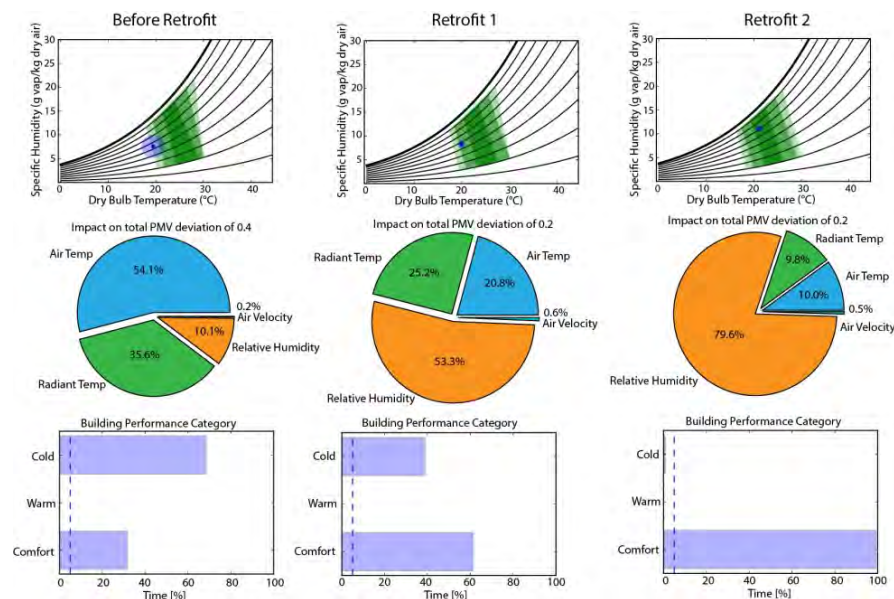 Before Retrofit
Retrofit 1
Retrofit 2
Specific Humidity (g vap/kg dry air)
30
25
20
15
10
5
0 10 20 30 40
Dry Bulb Temperature (°C)
Specific Humidity (g vap/kg dry air)
30
25
20
15
10
5
0 10 20 30 40
Dry Bulb Temperature (°C)
Specific Humidity (g vap/kg dry air)
30
25
20
15
10
5
0 10 20 30 40
Dry Bulb Temperature (°C)
Impact on total PMV deviation of 0.4
Air Temp
54.1%
0.2%
Air Velocity
10.1%
Relative Humidity
35.6%
Radiant Temp
Impact on total PMV deviation of 0.2
Radiant Temp
25.2%
Air Temp
20.8%
0.6%
Air Velocity
53.3%
Relative Humidity
Impact on total PMV deviation of 0.2
Radiant Temp
9.8%
Air Temp
10.0%
0.5%
Air Velocity
79.6%
Relative Humidity
Building Performance Category
Cold
Warm
Comfort
0 20 40 60 80 100
Time [%]
Building Performance Category
Cold
Warm
Comfort
0 20 40 60 80 100
Time [%]
Building Performance Category
Cold
Warm
Comfort
0 20 40 60 80 100
Time [%]